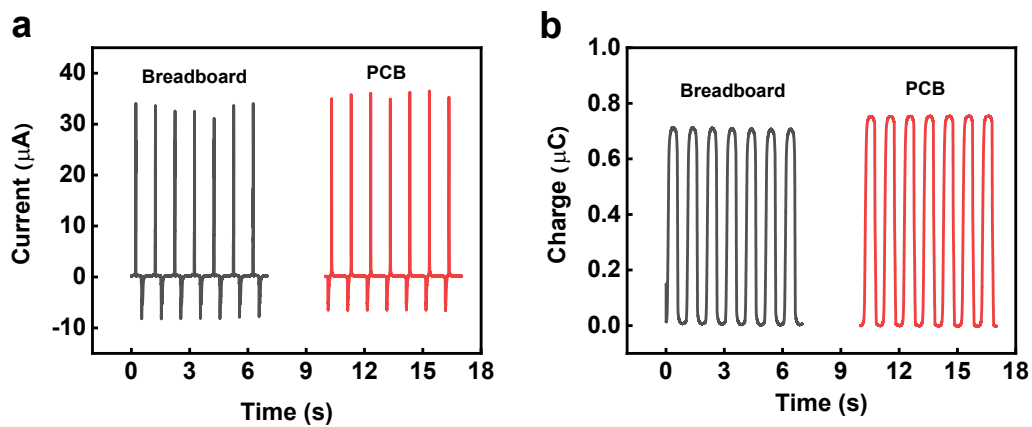 a
Current (μA)
40
30
20
10
0
-10
Breadboard
PCB
0 3 6 9 12 15 18
Time (s)
b
Charge (μC)
1.0
0.8
0.6
0.4
0.2
0.0
Breadboard
PCB
0 3 6 9 12 15 18
Time (s)